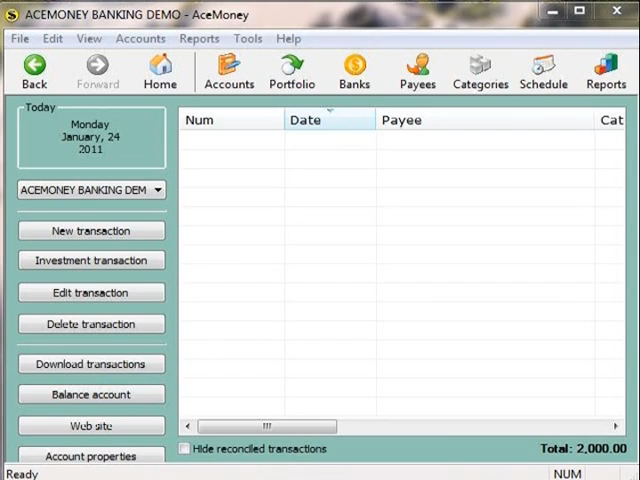 ACEMONEY BANKING DEMO - AceMoney
File Edit View Accounts Reports Tools Help
Back Forward Home Accounts Portfolio Banks Payees Categories Schedule Reports
Today
Monday
January, 24
2011
ACEMONEY BANKING DEM
New transaction
Investment transaction
Edit transaction
Delete transaction
Download transactions
Balance account
Web site
Account properties
Num Date Payee Cat
Hide reconciled transactions Total: 2,000.00
Ready NUM